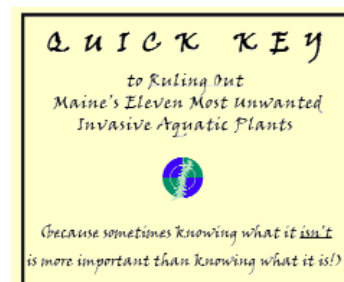 QUICK KEY
to Ruling Out
Maine's Eleven Most Unwanted
Invasive Aquatic Plants
(because sometimes knowing what it isn't
is more important than knowing what it is!)